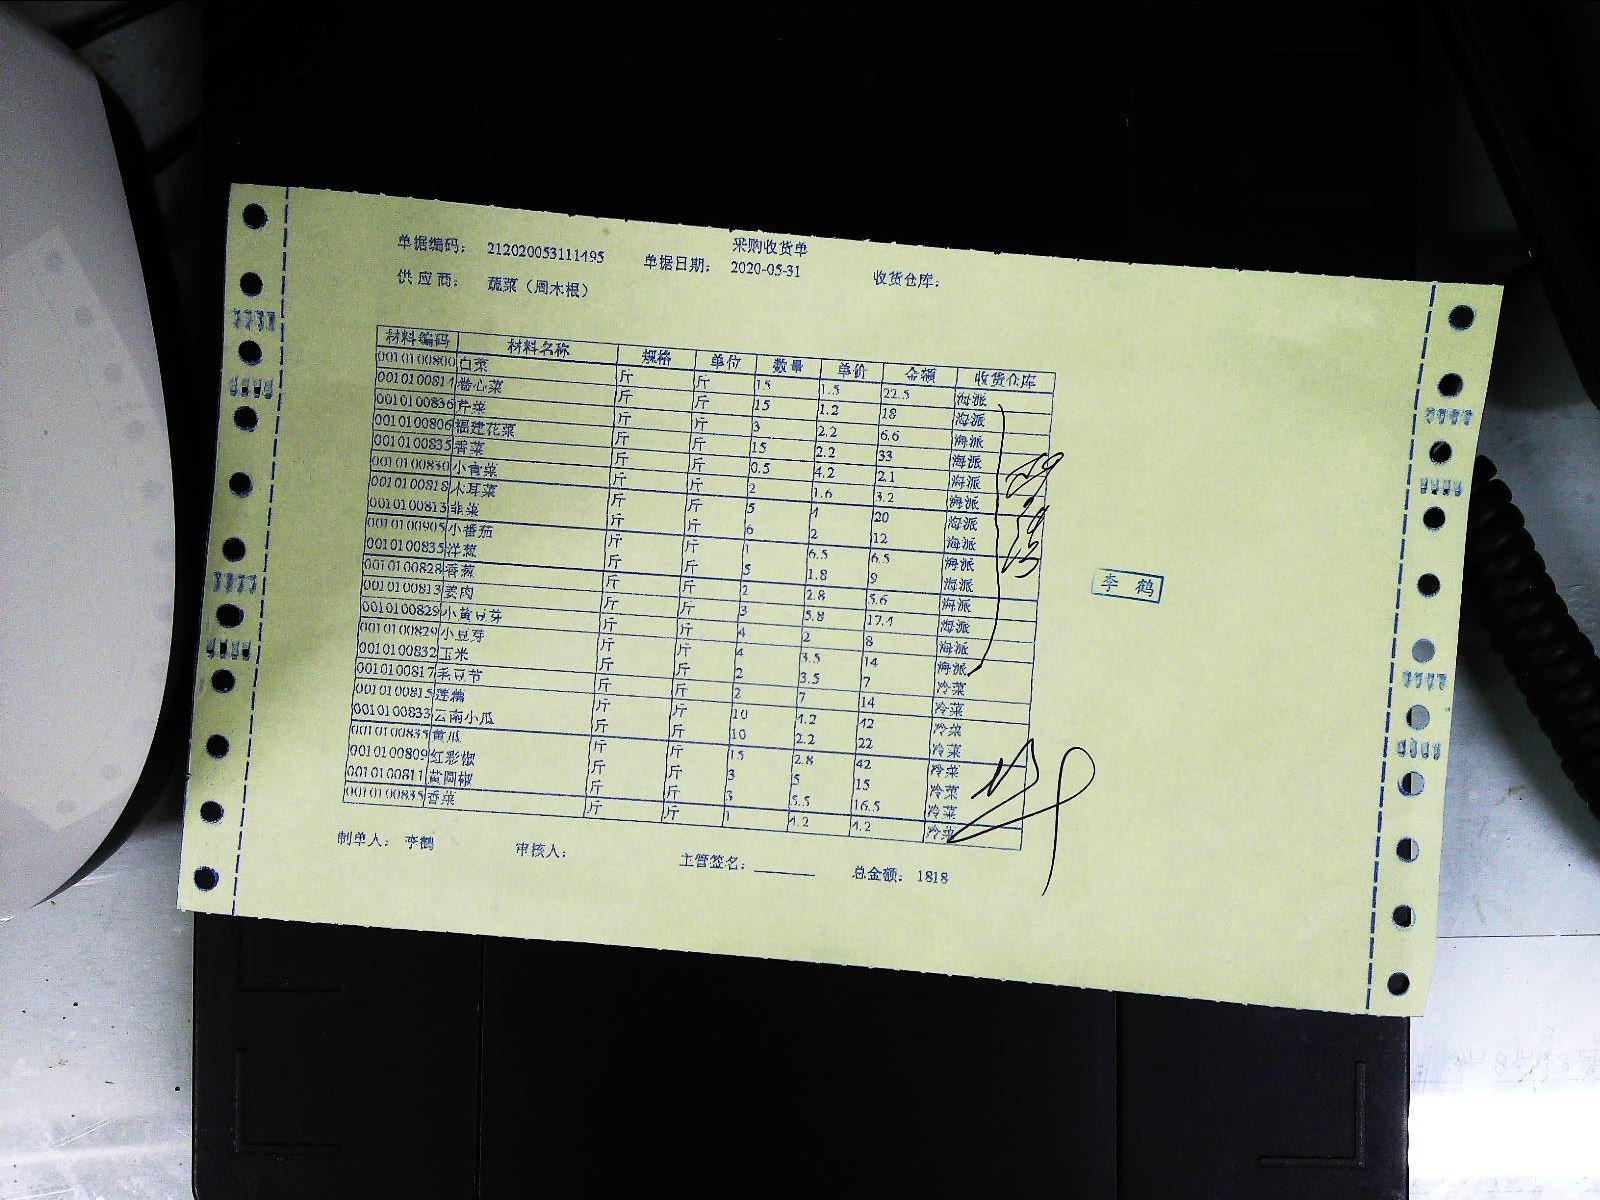 采购收货单
单据编码: 212020053111495 单据日期: 2020-05-31 收货仓库:
供应商: 蔬菜(周木根)
材料编码 材料名称 规格 单位 数量 单价 金额 收货仓库
0010100800 白菜 斤 斤 15 1.5 22.5 海派
0010100814 卷心菜 斤 斤 15 1.2 18 海派
0010100836 芹菜 斤 斤 3 2.2 6.6 海派
0010100806 福建花菜 斤 斤 15 2.2 33 海派
0010100835 香菜 斤 斤 0.5 4.2 2.1 海派
0010100830 小青菜 斤 斤 2 1.6 3.2 海派
0010100818 木耳菜 斤 斤 5 4 20 海派
0010100813 韭菜 斤 斤 6 2 12 海派
0010100905 小番茄 斤 斤 1 6.5 6.5 海派
0010100835 洋葱 斤 斤 5 1.8 9 海派
0010100828 香葱 斤 斤 2 2.8 5.6 海派
0010100813 姜肉 斤 斤 3 5.8 17.4 海派
0010100829 小黄豆芽 斤 斤 4 2 8 海派
0010100829 小豆芽 斤 斤 4 3.5 14 海派
0010100832 玉米 斤 斤 2 3.5 7 冷菜
0010100817 毛豆节 斤 斤 2 7 14 冷菜
0010100815 莲藕 斤 斤 10 4.2 42 冷菜
0010100833 云南小瓜 斤 斤 10 2.2 22 冷菜
0010100835 黄瓜 斤 斤 15 2.8 42 冷菜
0010100809 红彩椒 斤 斤 3 5 15 冷菜
0010100811 黄圆椒 斤 斤 3 5.5 16.5 冷菜
0010100835 香菜 斤 斤 1 4.2 4.2 冷菜
李 鹤
制单人: 李鹤 审核人: 主管签名: 总金额: 1818